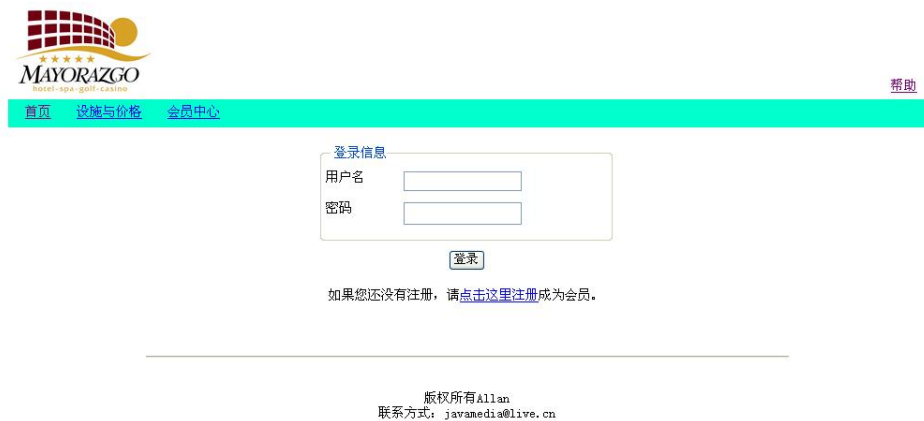 MAYORAZGO
hotel-spa-golf-casino
帮助
首页 设施与价格 会员中心
登录信息
用户名
密码
登录
如果您还没有注册，请点击这里注册成为会员。
版权所有Allan
联系方式：javamedia@live.cn